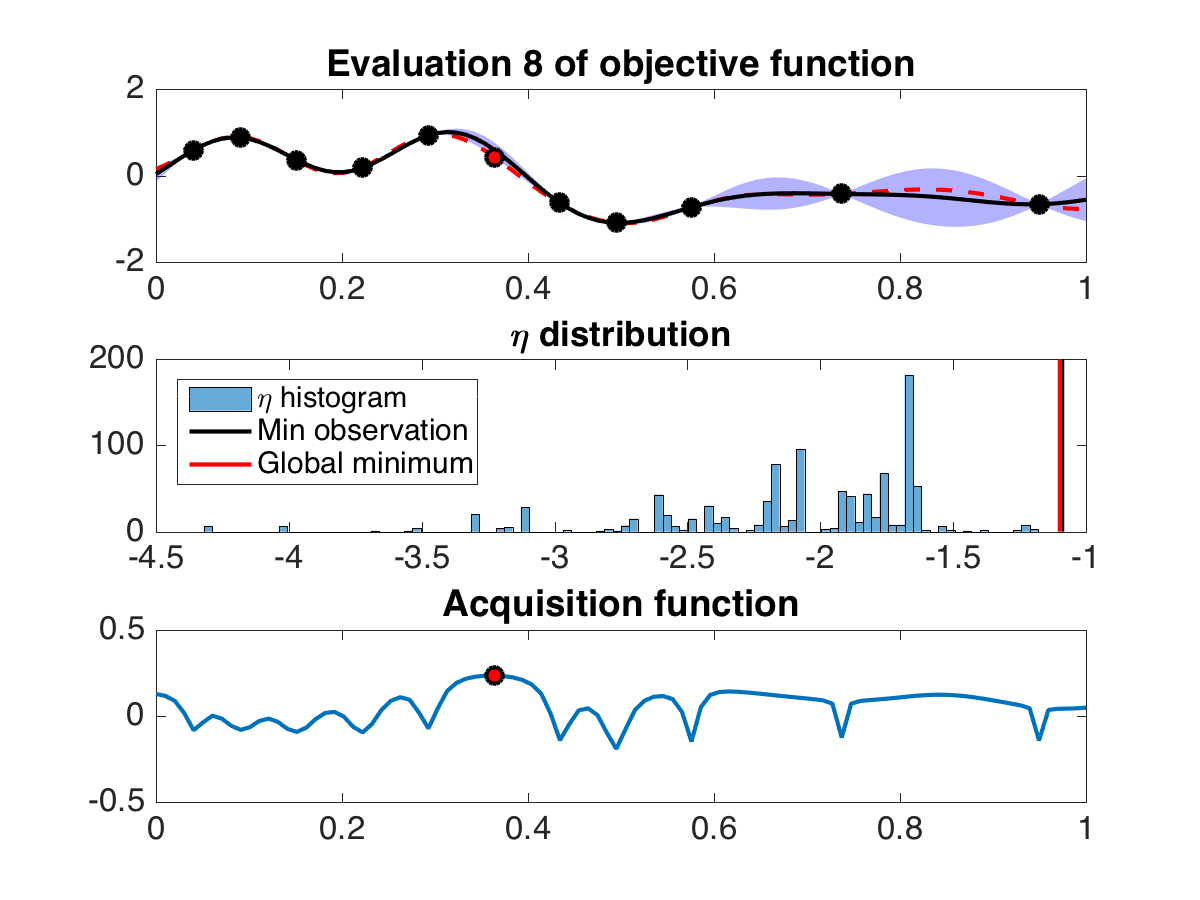 Evaluation 8 of objective function
2
0
-2
0 0.2 0.4 0.6 0.8 1
η distribution
200
100
0
η histogram
Min observation
Global minimum
-4.5 -4 -3.5 -3 -2.5 -2 -1.5 -1
Acquisition function
0.5
0
-0.5
0 0.2 0.4 0.6 0.8 1